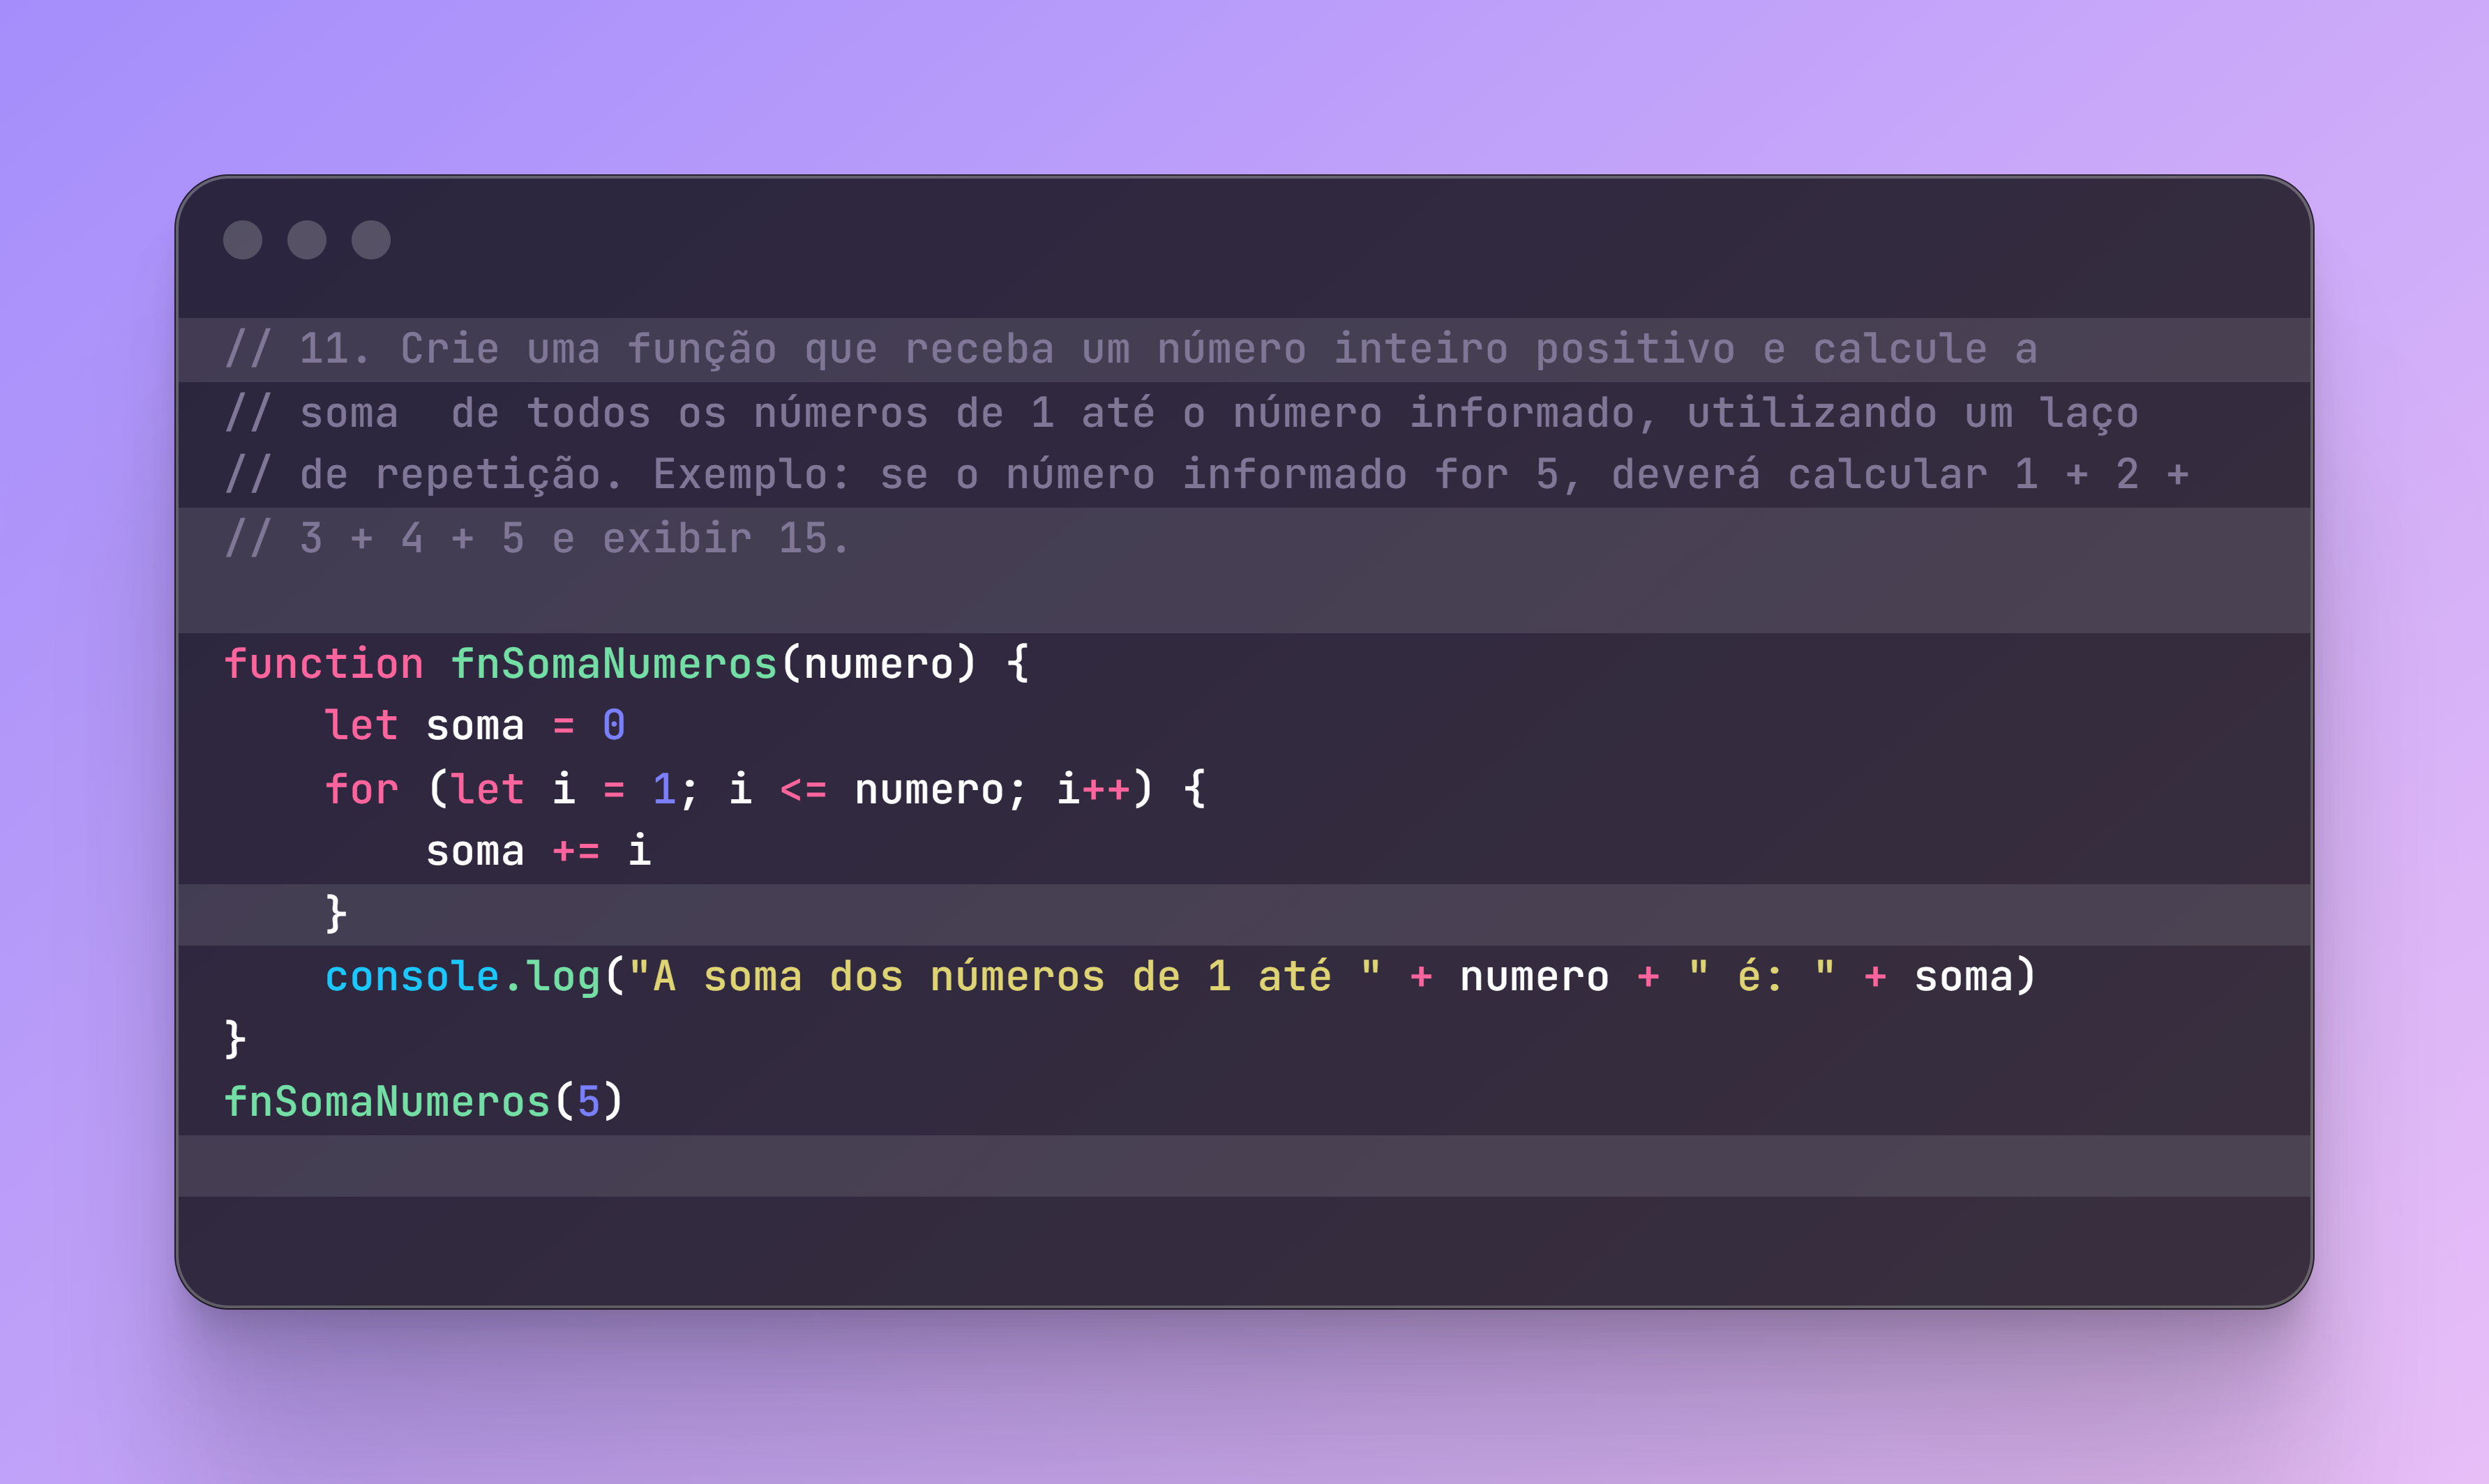 // 11. Crie uma função que receba um número inteiro positivo e calcule a
// soma  de todos os números de 1 até o número informado, utilizando um laço
// de repetição. Exemplo: se o número informado for 5, deverá calcular 1 + 2 +
// 3 + 4 + 5 e exibir 15.

function fnSomaNumeros(numero) {
    let soma = 0
    for (let i = 1; i <= numero; i++) {
        soma += i
    }
    console.log("A soma dos números de 1 até " + numero + " é: " + soma)
}
fnSomaNumeros(5)